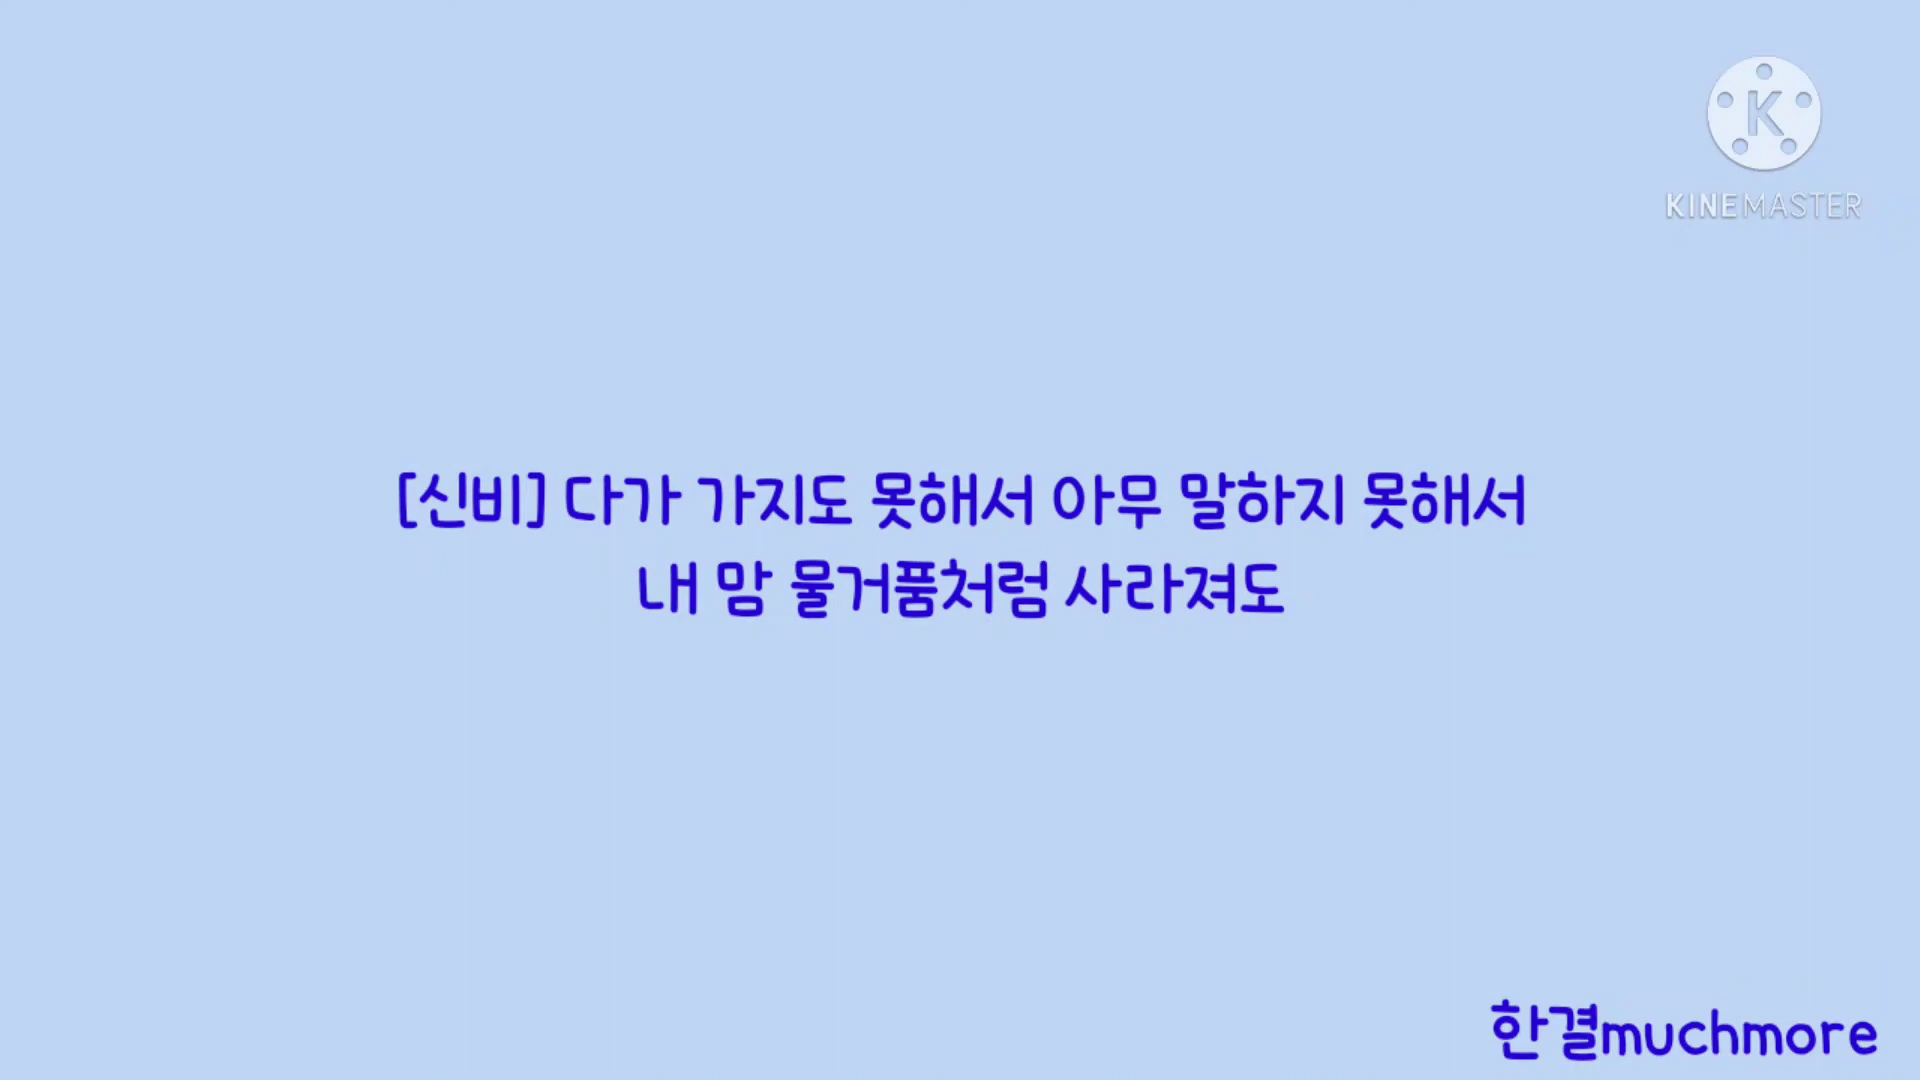 K
KINEMASTER
[신비] 다가 가지도 못해서 아무 말하지 못해서
내 맘 물거품처럼 사라져도
한결muchmore